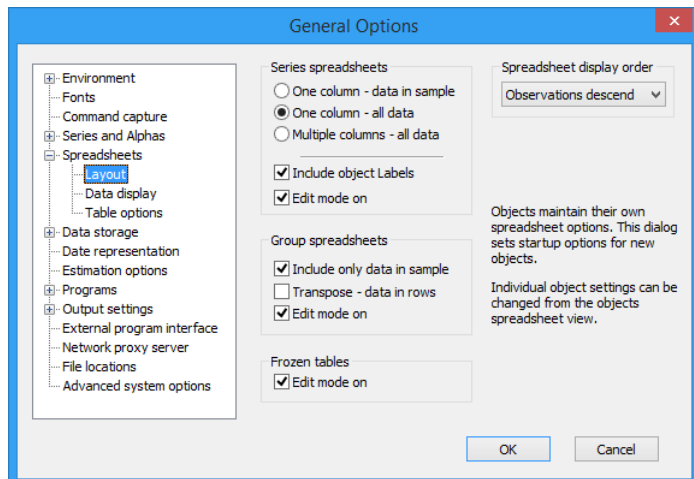 General Options
Environment
Fonts
Command capture
Series and Alphas
Spreadsheets
Layout
Data display
Table options
Data storage
Date representation
Estimation options
Programs
Output settings
External program interface
Network proxy server
File locations
Advanced system options
Series spreadsheets
One column - data in sample
One column - all data
Multiple columns - all data
Include object Labels
Edit mode on
Group spreadsheets
Include only data in sample
Transpose - data in rows
Edit mode on
Frozen tables
Edit mode on
Spreadsheet display order
Observations descend
Objects maintain their own
spreadsheet options. This dialog
sets startup options for new
objects.
Individual object settings can be
changed from the objects
spreadsheet view.
OK
Cancel